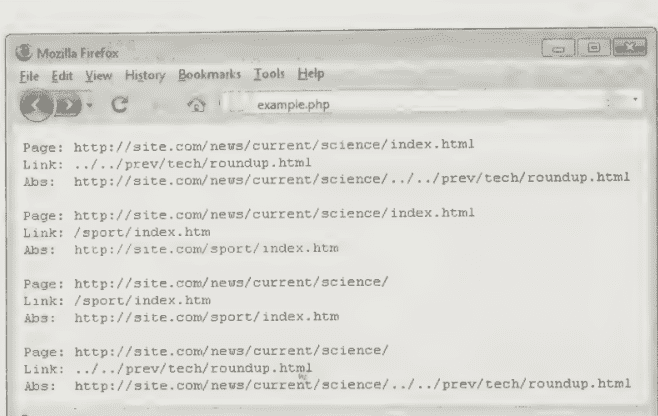 Mozilla Firefox
File Edit View History Bookmarks Tools Help
example.php
Page: http://site.com/news/current/science/index.html
Link: ../../prev/tech/roundup.html
Abs: http://site.com/news/current/science/../../prev/tech/roundup.html
Page: http://site.com/news/current/science/index.html
Link: /sport/index.htm
Abs: http://site.com/sport/index.htm
Page: http://site.com/news/current/science/
Link: /sport/index.htm
Abs: http://site.com/sport/index.htm
Page: http://site.com/news/current/science/
Link: ../../prev/tech/roundup.html
Abs: http://site.com/news/current/science/../../prev/tech/roundup.html